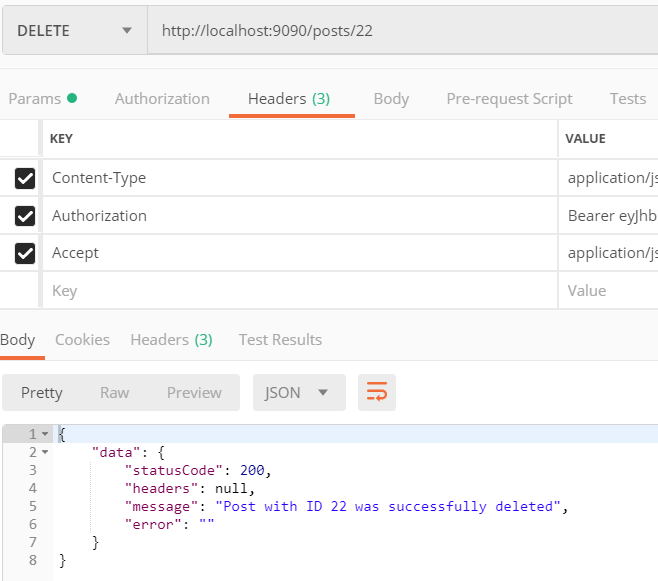 DELETE http://localhost:9090/posts/22
Params Authorization Headers (3) Body Pre-request Script Tests
KEY VALUE
Content-Type application/js
Authorization Bearer eyJhb
Accept application/js
Key Value
Body Cookies Headers (3) Test Results
Pretty Raw Preview JSON
1 {
2 "data": {
3 "statusCode": 200,
4 "headers": null,
5 "message": "Post with ID 22 was successfully deleted",
6 "error": ""
7 }
8 }